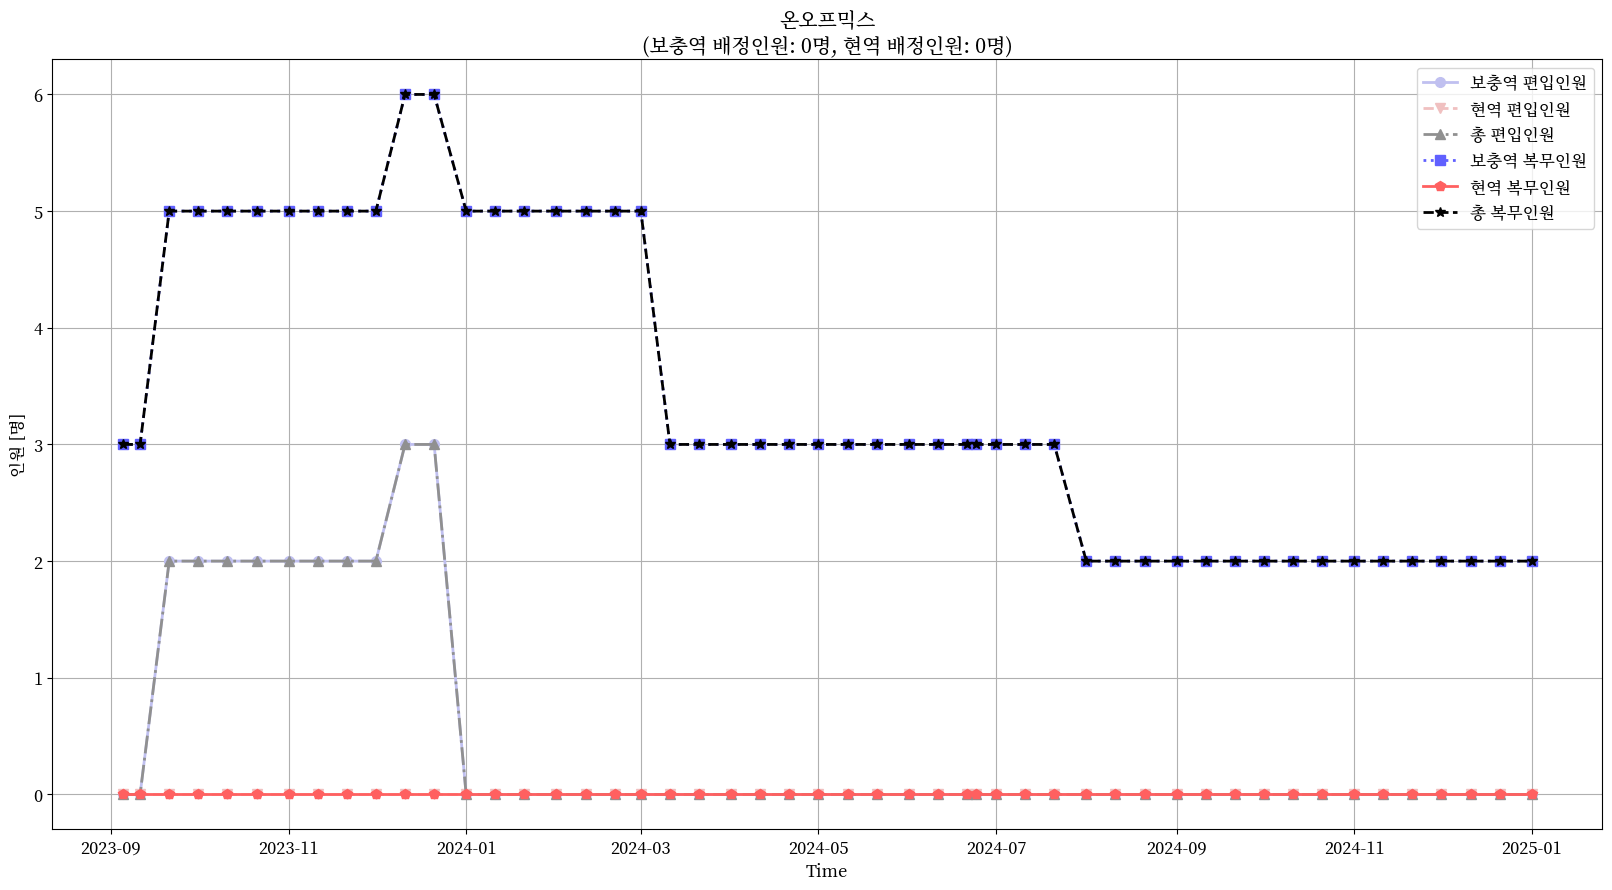 온오프믹스
(보충역 배정인원: 0명, 현역 배정인원: 0명)
보충역 편입인원
현역 편입인원
총 편입인원
보충역 복무인원
현역 복무인원
총 복무인원
인원 [명]
6
5
4
3
2
1
0
2023-09
2023-11
2024-01
2024-03
2024-05
2024-07
2024-09
2024-11
2025-01
Time